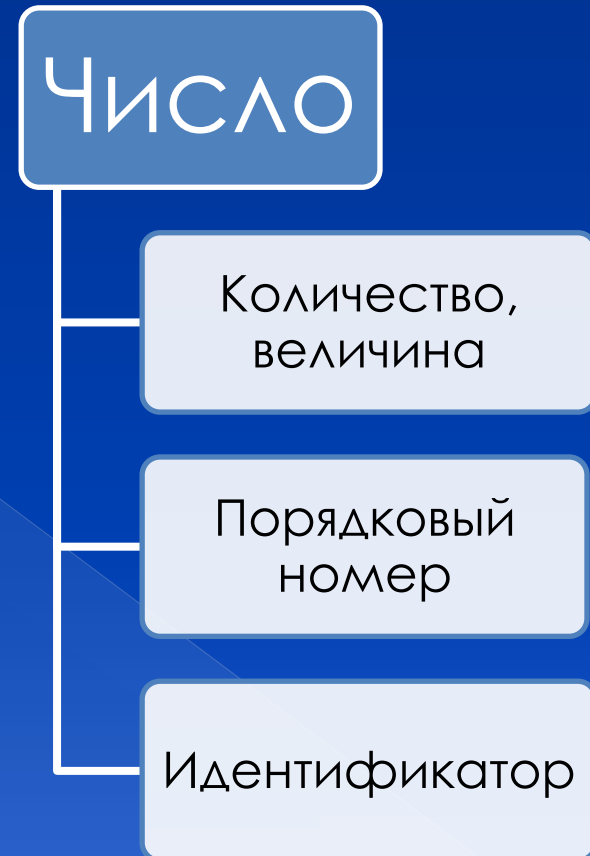 Число
Количество,
величина
Порядковый
номер
Идентификатор